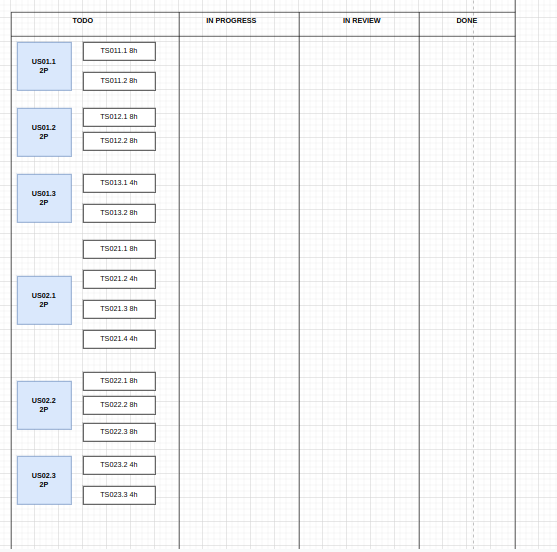 TODO
IN PROGRESS
IN REVIEW
DONE
US01.1
2P
TS011.1 8h
TS011.2 8h
US01.2
2P
TS012.1 8h
TS012.2 8h
US01.3
2P
TS013.1 4h
TS013.2 8h
US02.1
2P
TS021.1 8h
TS021.2 4h
TS021.3 8h
TS021.4 4h
US02.2
2P
TS022.1 8h
TS022.2 8h
TS022.3 8h
US02.3
2P
TS023.2 4h
TS023.3 4h